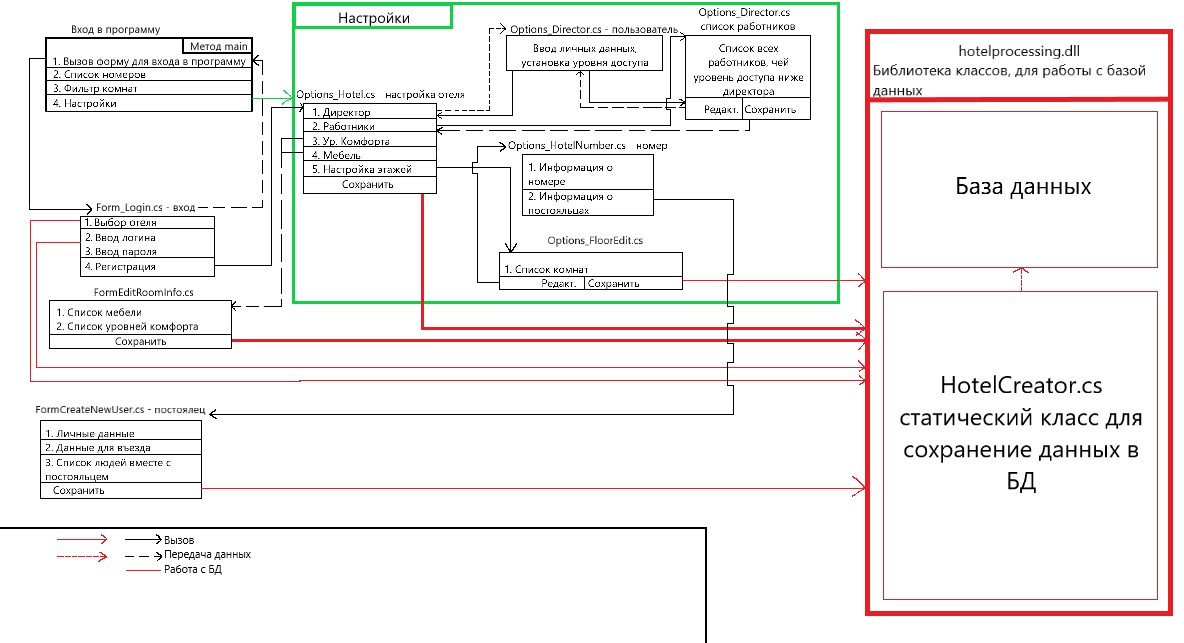 Вход в программу
Метод main
1. Вызов форму для входа в программу
2. Список номеров
3. Фильтр комнат
4. Настройки
Настройки
Options_Director.cs - пользователь
Ввод личных данных,
установка уровня доступа
Options_Director.cs
список работников
Список всех
работников, чей
уровень доступа ниже
директора
Редакт. Сохранить
Options_Hotel.cs настройка отеля
1. Директор
2. Работники
3. Ур. Комфорта
4. Мебель
5. Настройка этажей
Сохранить
Options_HotelNumber.cs номер
1. Информация о
номере
2. Информация о
постояльцах
Options_FloorEdit.cs
1. Список комнат
Редакт. Сохранить
Form_Login.cs - вход
1. Выбор отеля
2. Ввод логина
3. Ввод пароля
4. Регистрация
FormEditRoomInfo.cs
1. Список мебели
2. Список уровней комфорта
Сохранить
FormCreateNewUser.cs - постоялец
1. Личные данные
2. Данные для въезда
3. Список людей вместе с
постояльцем
Сохранить
hotelprocessing.dll
Библиотека классов, для работы с базой
данных
База данных
HotelCreator.cs
статический класс для
сохранение данных в
БД
Вызов
Передача данных
Работа с БД